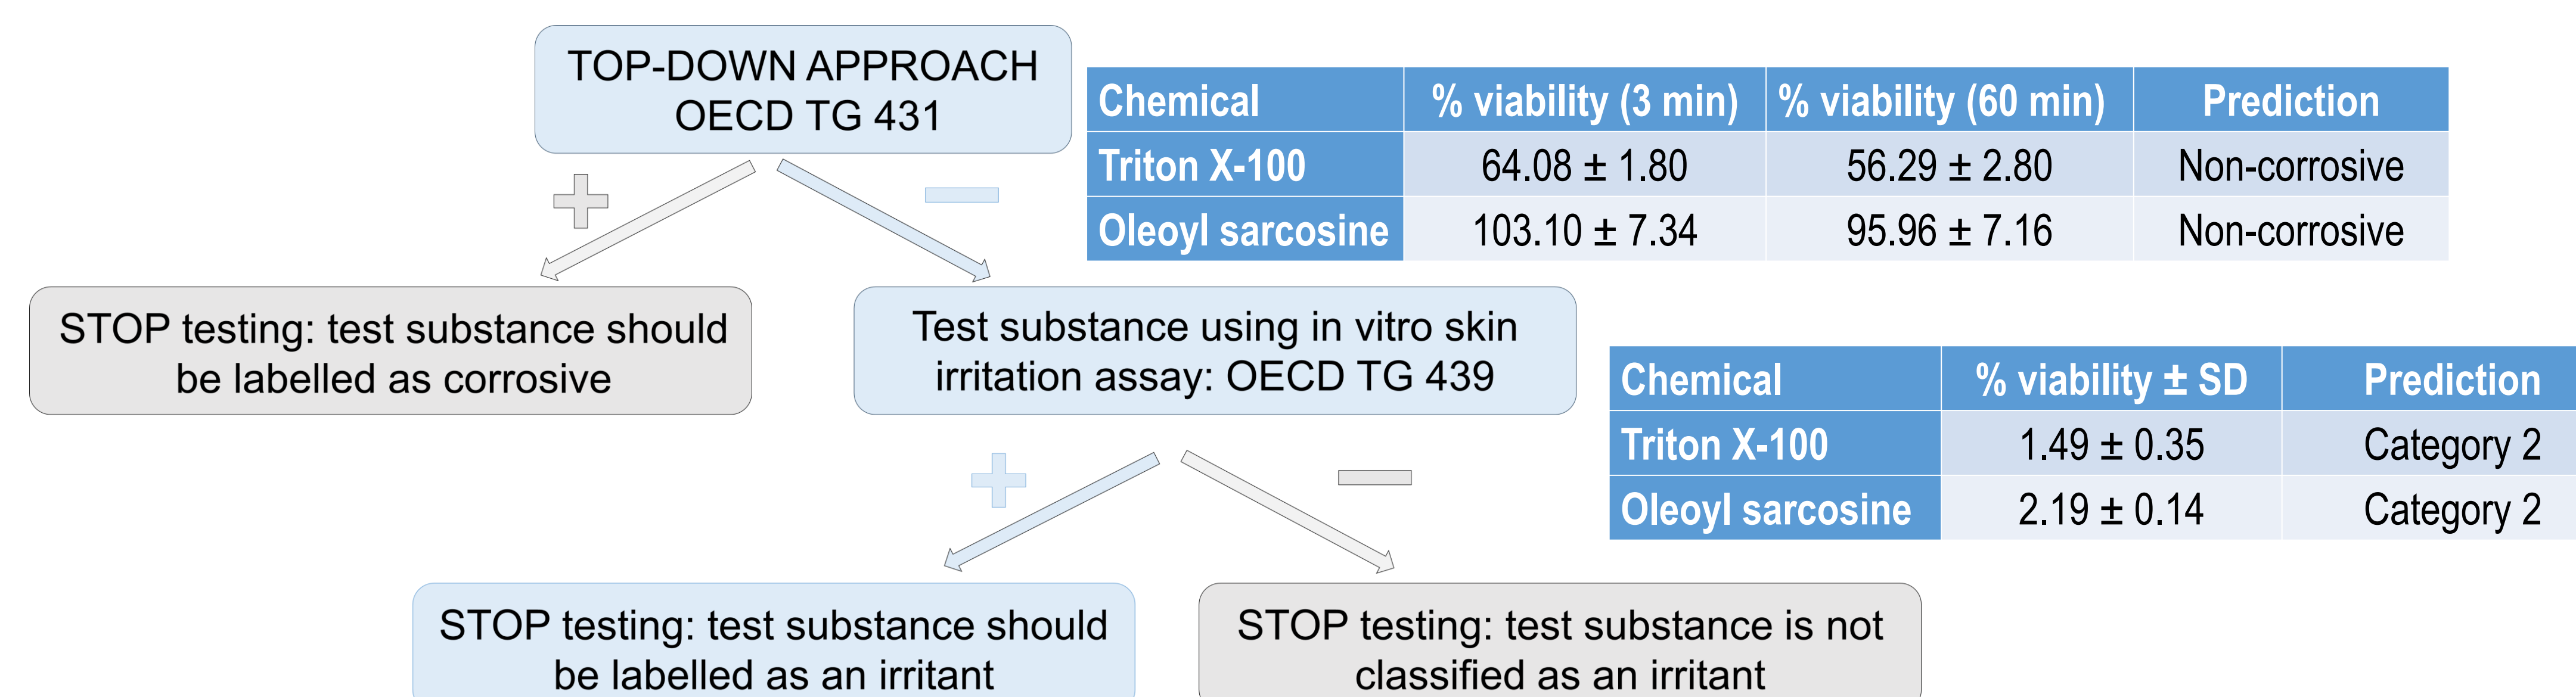 TOP-DOWN APPROACH
OECD TG 431
Chemical % viability (3 min) % viability (60 min) Prediction
Triton X-100 64.08 ± 1.80 56.29 ± 2.80 Non-corrosive
Oleoyl sarcosine 103.10 ± 7.34 95.96 ± 7.16 Non-corrosive
+ −
STOP testing: test substance should
be labelled as corrosive
Test substance using in vitro skin
irritation assay: OECD TG 439
Chemical % viability ± SD Prediction
Triton X-100 1.49 ± 0.35 Category 2
Oleoyl sarcosine 2.19 ± 0.14 Category 2
+ −
STOP testing: test substance should
be labelled as an irritant
STOP testing: test substance is not
classified as an irritant